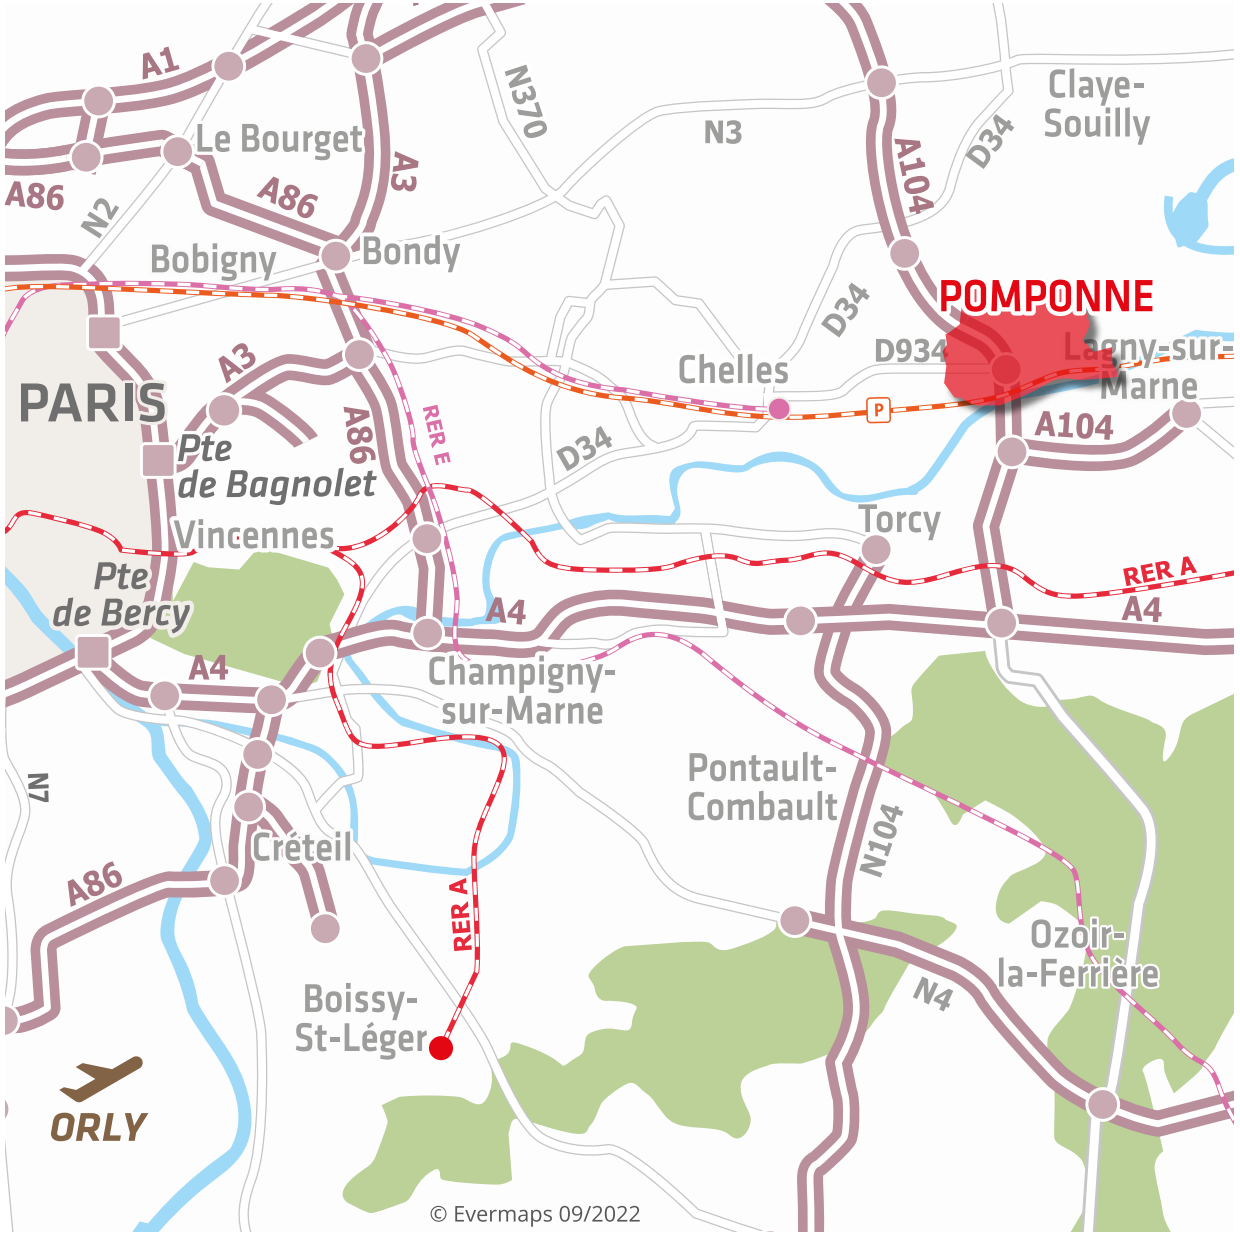 A1
N370
Claye-
Souilly
N3
D34
Le Bourget
A3
A104
A86
A86
N2
Bobigny
Bondy
POMPONNE
D34
D934
Lagny-sur-
Marne
A3
Chelles
PARIS
P
A86
RER E
A104
Pte
de Bagnolet
D34
Vincennes
Torcy
Pte
de Bercy
RER A
A4
A4
A4
Champigny-
sur-Marne
Pontault-
Combault
N7
N104
Créteil
A86
RER A
Ozoir-
la-Ferrière
N4
Boissy-
St-Léger
ORLY
© Evermaps 09/2022